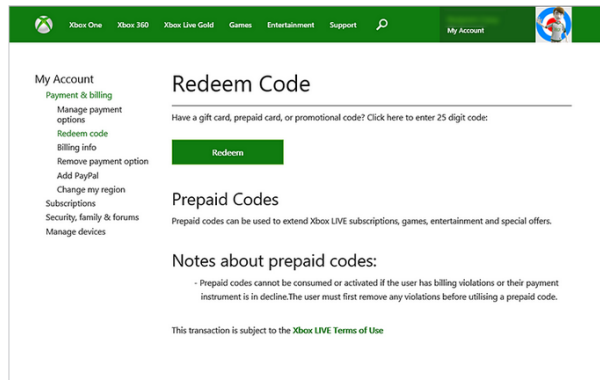 Xbox One Xbox 360 Xbox Live Gold Games Entertainment Support
My Account
My Account
Payment & billing
Manage payment
options
Redeem code
Billing info
Remove payment option
Add PayPal
Change my region
Subscriptions
Security, family & forums
Manage devices
Redeem Code
Have a gift card, prepaid card, or promotional code? Click here to enter 25 digit code:
Redeem
Prepaid Codes
Prepaid codes can be used to extend Xbox LIVE subscriptions, games, entertainment and special offers.
Notes about prepaid codes:
- Prepaid codes cannot be consumed or activated if the user has billing violations or their payment
instrument is in decline.The user must first remove any violations before utilising a prepaid code.
This transaction is subject to the Xbox LIVE Terms of Use